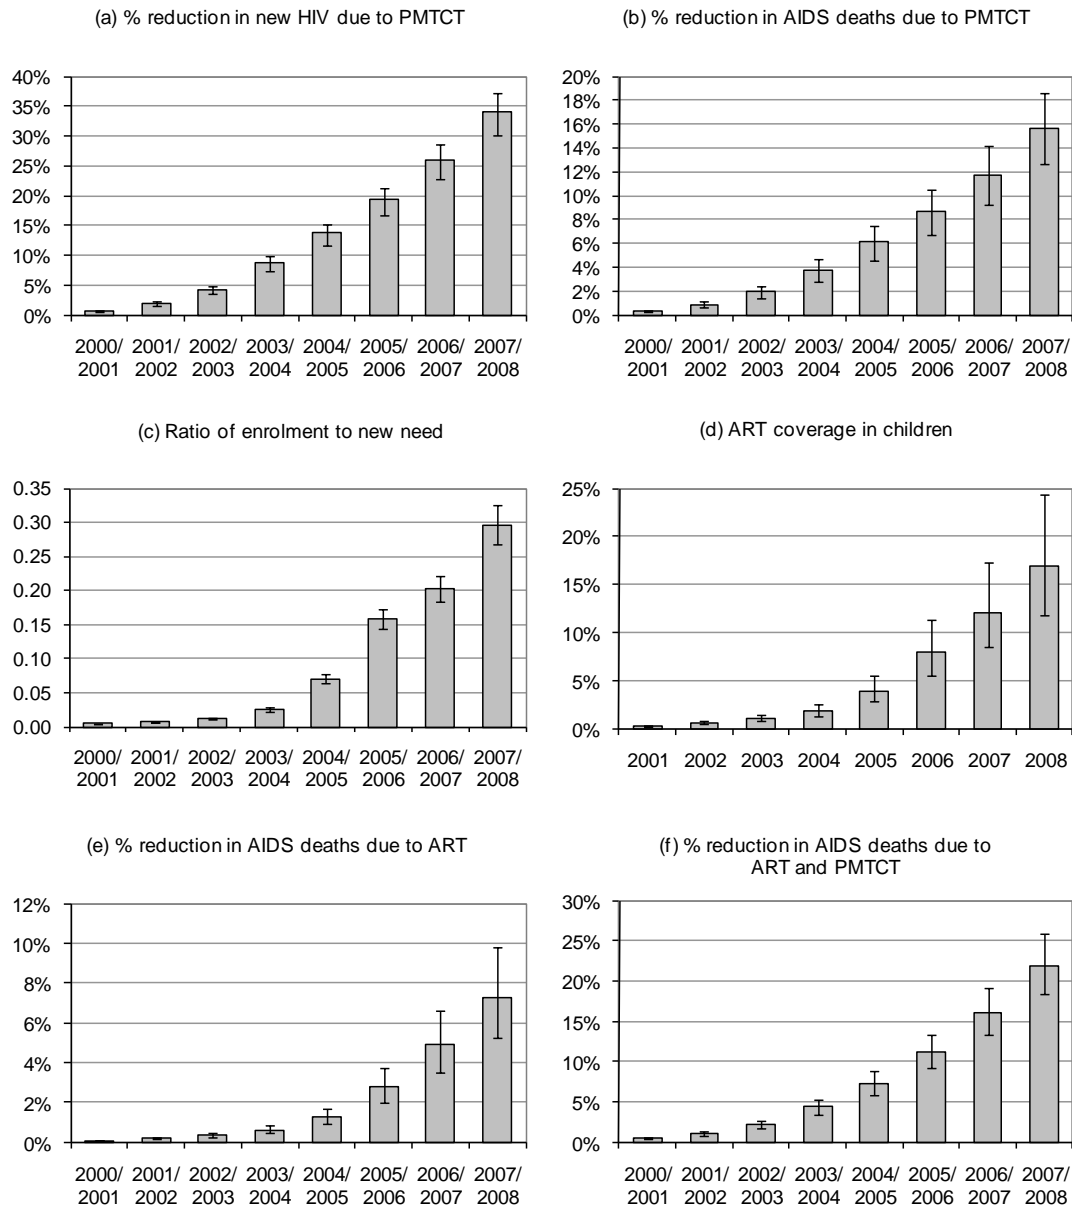 (a) % reduction in new HIV due to PMTCT
40%
35%
30%
25%
20%
15%
10%
5%
0%
2000/ 2001/ 2002/ 2003/ 2004/ 2005/ 2006/ 2007/
2001 2002 2003 2004 2005 2006 2007 2008
(b) % reduction in AIDS deaths due to PMTCT
20%
18%
16%
14%
12%
10%
8%
6%
4%
2%
0%
2000/ 2001/ 2002/ 2003/ 2004/ 2005/ 2006/ 2007/
2001 2002 2003 2004 2005 2006 2007 2008
(c) Ratio of enrolment to new need
0.35
0.30
0.25
0.20
0.15
0.10
0.05
0.00
2000/ 2001/ 2002/ 2003/ 2004/ 2005/ 2006/ 2007/
2001 2002 2003 2004 2005 2006 2007 2008
(d) ART coverage in children
25%
20%
15%
10%
5%
0%
2001 2002 2003 2004 2005 2006 2007 2008
(e) % reduction in AIDS deaths due to ART
12%
10%
8%
6%
4%
2%
0%
2000/ 2001/ 2002/ 2003/ 2004/ 2005/ 2006/ 2007/
2001 2002 2003 2004 2005 2006 2007 2008
(f) % reduction in AIDS deaths due to
ART and PMTCT
30%
25%
20%
15%
10%
5%
0%
2000/ 2001/ 2002/ 2003/ 2004/ 2005/ 2006/ 2007/
2001 2002 2003 2004 2005 2006 2007 2008